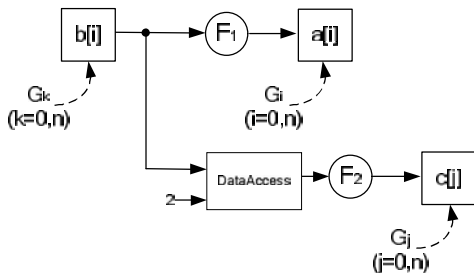 b[i]
F1
a[i]
Gk
(k=0,n)
Gi
(i=0,n)
DataAccess
2
F2
c[j]
Gj
(j=0,n)